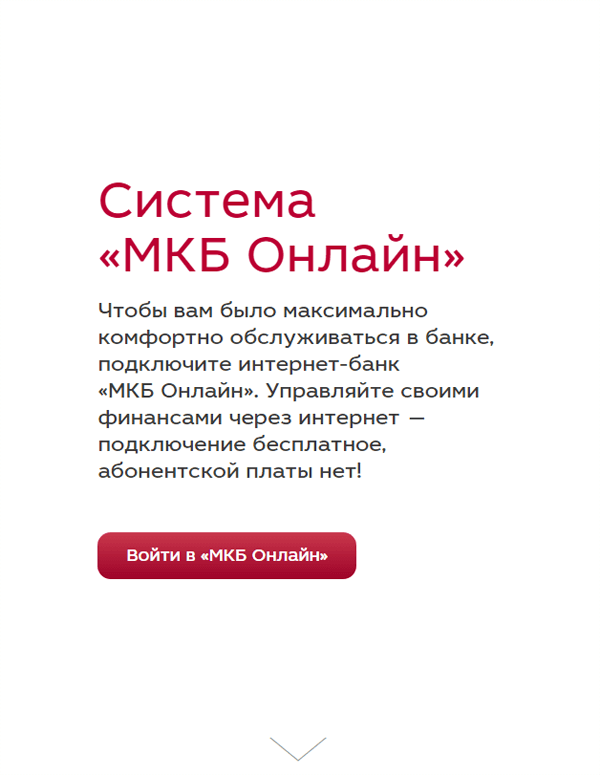 Система
«МКБ Онлайн»
Чтобы вам было максимально
комфортно обслуживаться в банке,
подключите интернет-банк
«МКБ Онлайн». Управляйте своими
финансами через интернет —
подключение бесплатное,
абонентской платы нет!
Войти в «МКБ Онлайн»